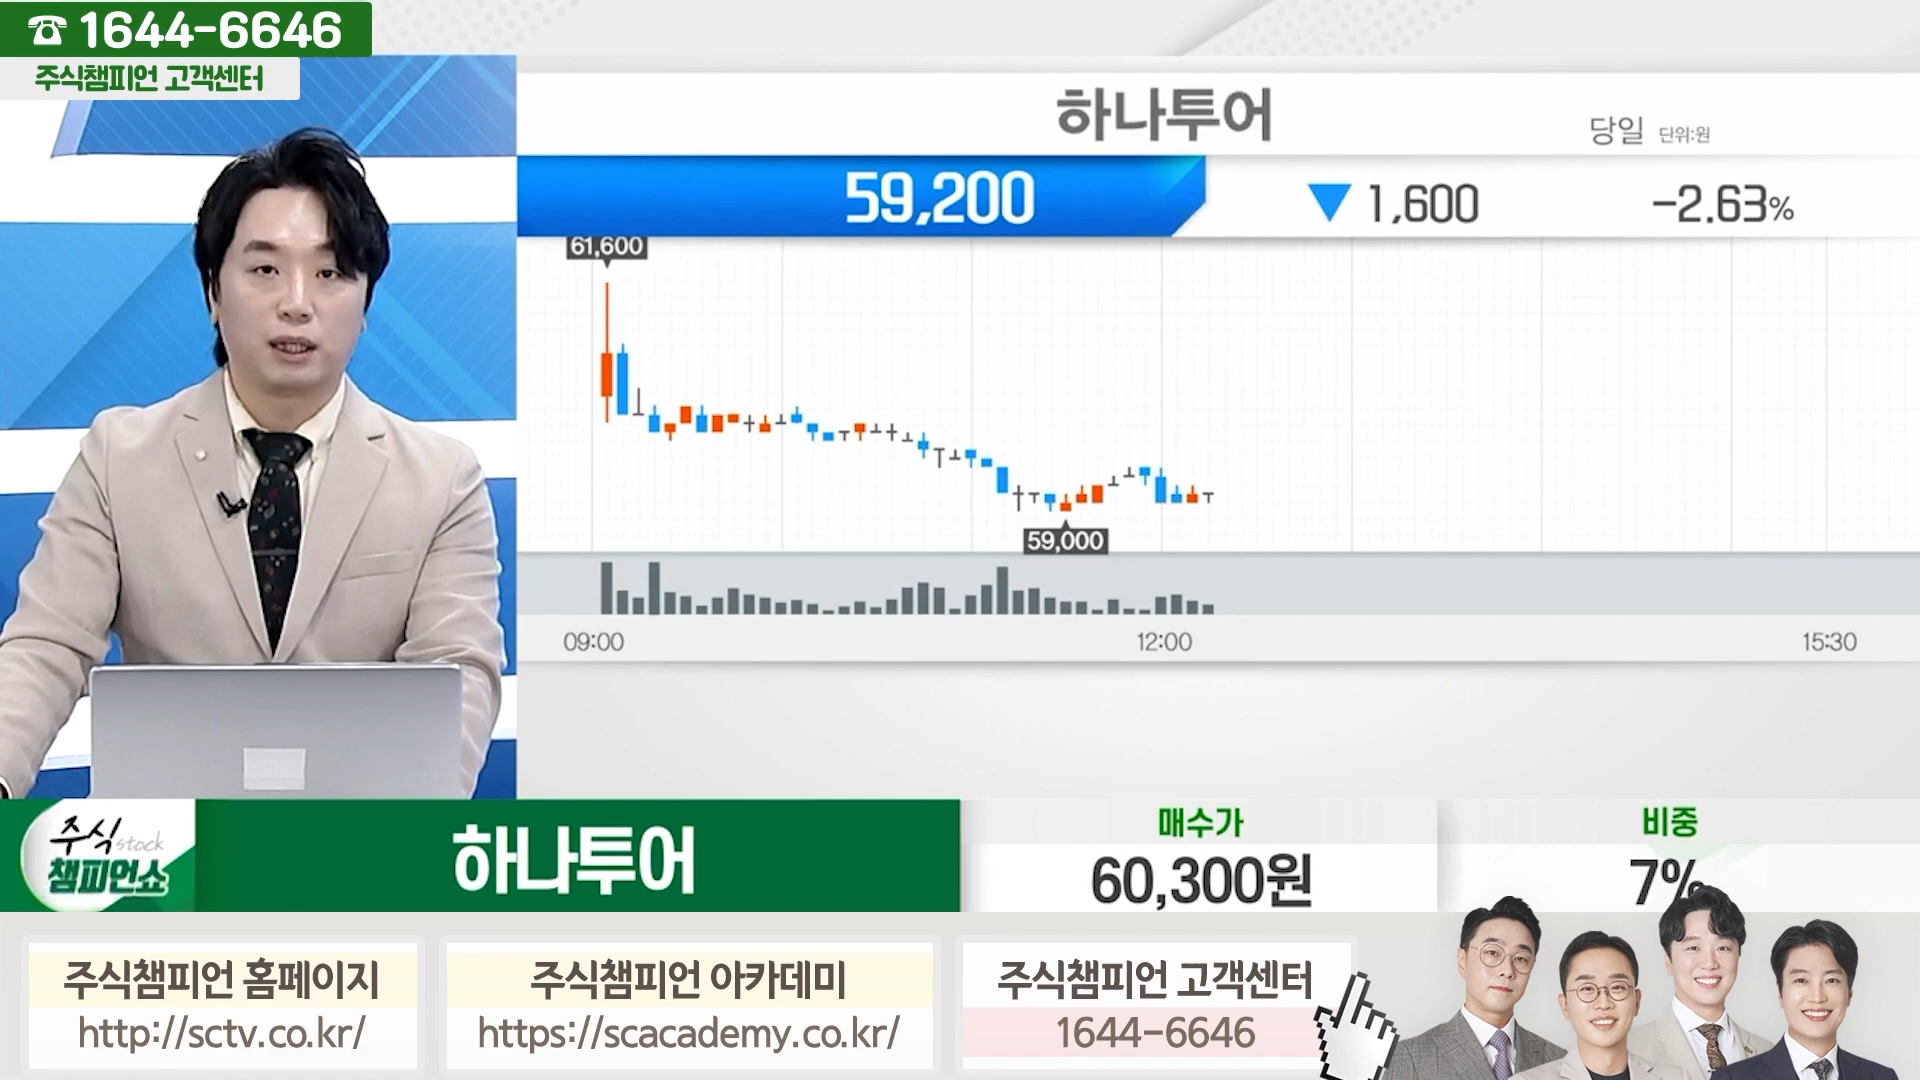 ☎ 1644-6646
주식챔피언 고객센터
하나투어
당일 단위:원
59,200 ▼ 1,600 -2.63%
61,600
59,000
09:00 12:00 15:30
주식 stock
챔피언쇼
하나투어
매수가
60,300원
비중
7%
주식챔피언 홈페이지
http://sctv.co.kr/
주식챔피언 아카데미
https://scacademy.co.kr/
주식챔피언 고객센터
1644-6646